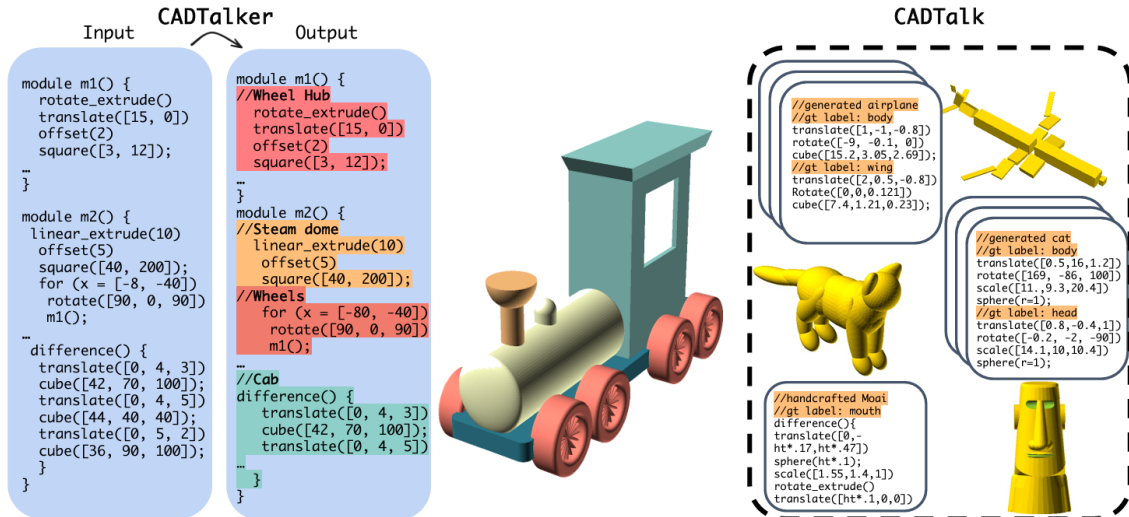 CADTalker
Input
Output
module m1() {
rotate_extrude()
translate([15, 0])
offset(2)
square([3, 12]);
…
}
module m2() {
linear_extrude(10)
offset(5)
square([40, 200]);
for (x = [-8, -40])
rotate([90, 0, 90])
m1();
…
difference() {
translate([0, 4, 3])
cube([42, 70, 100]);
translate([0, 4, 5])
cube([44, 40, 40]);
translate([0, 5, 2])
cube([36, 90, 100]);
}
}
module m1() {
//Wheel Hub
rotate_extrude()
translate([15, 0])
offset(2)
square([3, 12]);
…
}
module m2() {
//Steam dome
linear_extrude(10)
offset(5)
square([40, 200]);
//Wheels
for (x = [-80, -40])
rotate([90, 0, 90])
m1();
…
//Cab
difference() {
translate([0, 4, 3])
cube([42, 70, 100]);
translate([0, 4, 5])
…
}
}
CADTalk
//generated airplane
//gt label: body
translate([1,-1,-0.8])
rotate([-9, -0.1, 0])
cube([15.2,3.05,2.69]);
//gt label: wing
translate([2,0.5,-0.8])
Rotate([0,0,0.121])
cube([7.4,1.21,0.23]);
//generated cat
//gt label: body
translate([0.5,16,1.2])
rotate([169, -86, 100])
scale([11.,9.3,20.4])
sphere(r=1);
//gt label: head
translate([0.8,-0.4,1])
rotate([-0.2, -2, -90])
scale([14.1,10,10.4])
sphere(r=1);
//handcrafted Moai
//gt label: mouth
difference(){
translate([0,-
ht*.17,ht*.47])
sphere(ht*.1);
scale([1.55,1.4,1])
rotate_extrude()
translate([ht*.1,0,0])